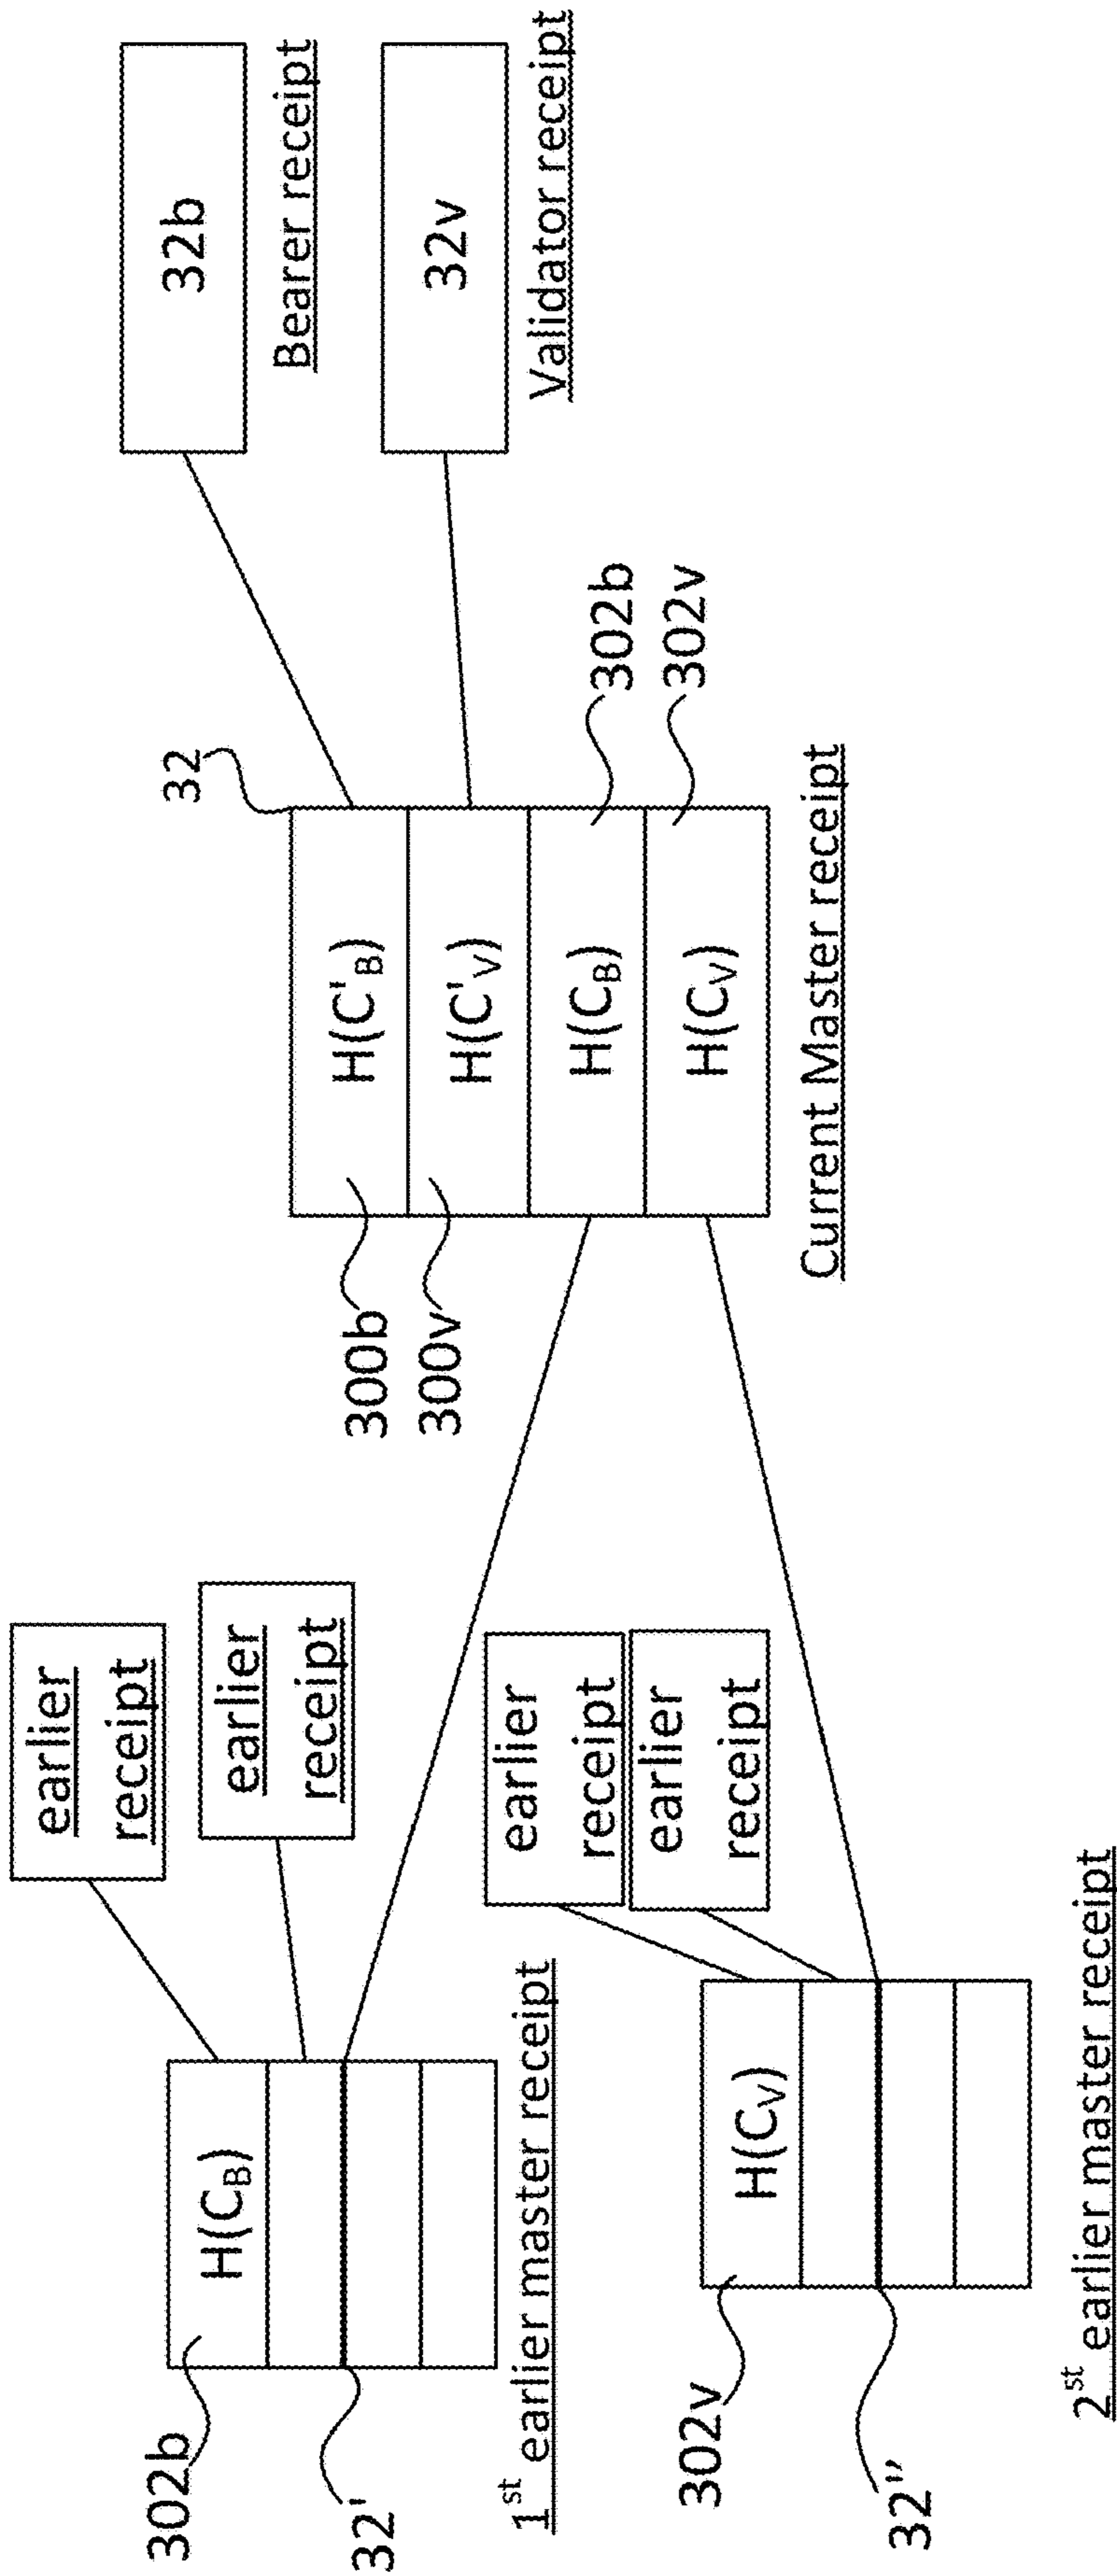 302b
32'
H(CB)
1st earlier master receipt
earlier
receipt
earlier
receipt
302v
32''
H(CV)
2st earlier master receipt
earlier
receipt
earlier
receipt
300b
300v
32
H(C'B)
H(C'V)
H(CB)
H(CV)
302b
302v
Current Master receipt
32b
Bearer receipt
32v
Validator receipt